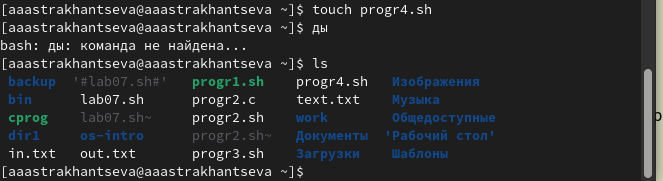 [aaastrakhantseva@aaastrakhantseva ~]$ touch progr4.sh
[aaastrakhantseva@aaastrakhantseva ~]$ ды
bash: ды: команда не найдена...
[aaastrakhantseva@aaastrakhantseva ~]$ ls
backup '#lab07.sh#' progr1.sh progr4.sh Изображения
bin lab07.sh progr2.c text.txt Музыка
cprog lab07.sh~ progr2.sh work Общедоступные
dir1 os-intro progr2.sh~ Документы 'Рабочий стол'
in.txt out.txt progr3.sh Загрузки Шаблоны
[aaastrakhantseva@aaastrakhantseva ~]$